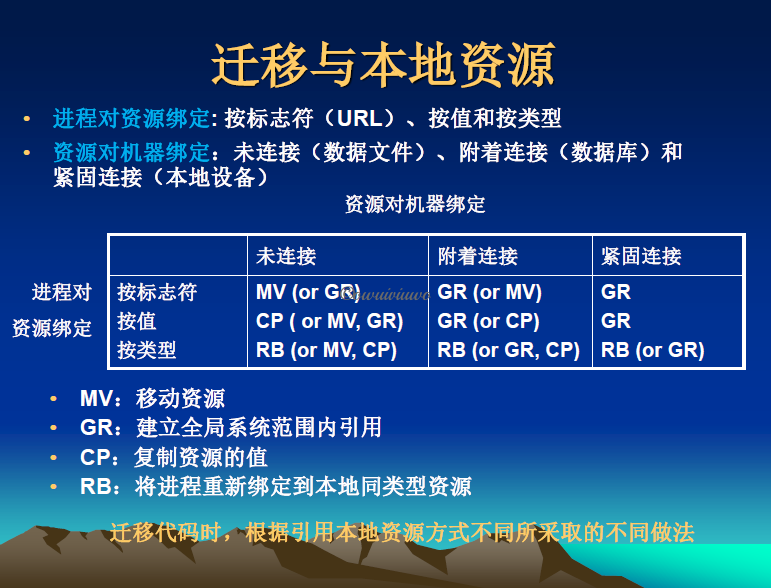 迁移与本地资源
• 进程对资源绑定: 按标志符（URL）、按值和按类型
• 资源对机器绑定：未连接（数据文件）、附着连接（数据库）和
紧固连接（本地设备）
资源对机器绑定
未连接 附着连接 紧固连接
进程对
资源绑定
按标志符 MV (or GR) GR (or MV) GR
按值 CP ( or MV, GR) GR (or CP) GR
按类型 RB (or MV, CP) RB (or GR, CP) RB (or GR)
• MV：移动资源
• GR：建立全局系统范围内引用
• CP：复制资源的值
• RB：将进程重新绑定到本地同类型资源
迁移代码时，根据引用本地资源方式不同所采取的不同做法